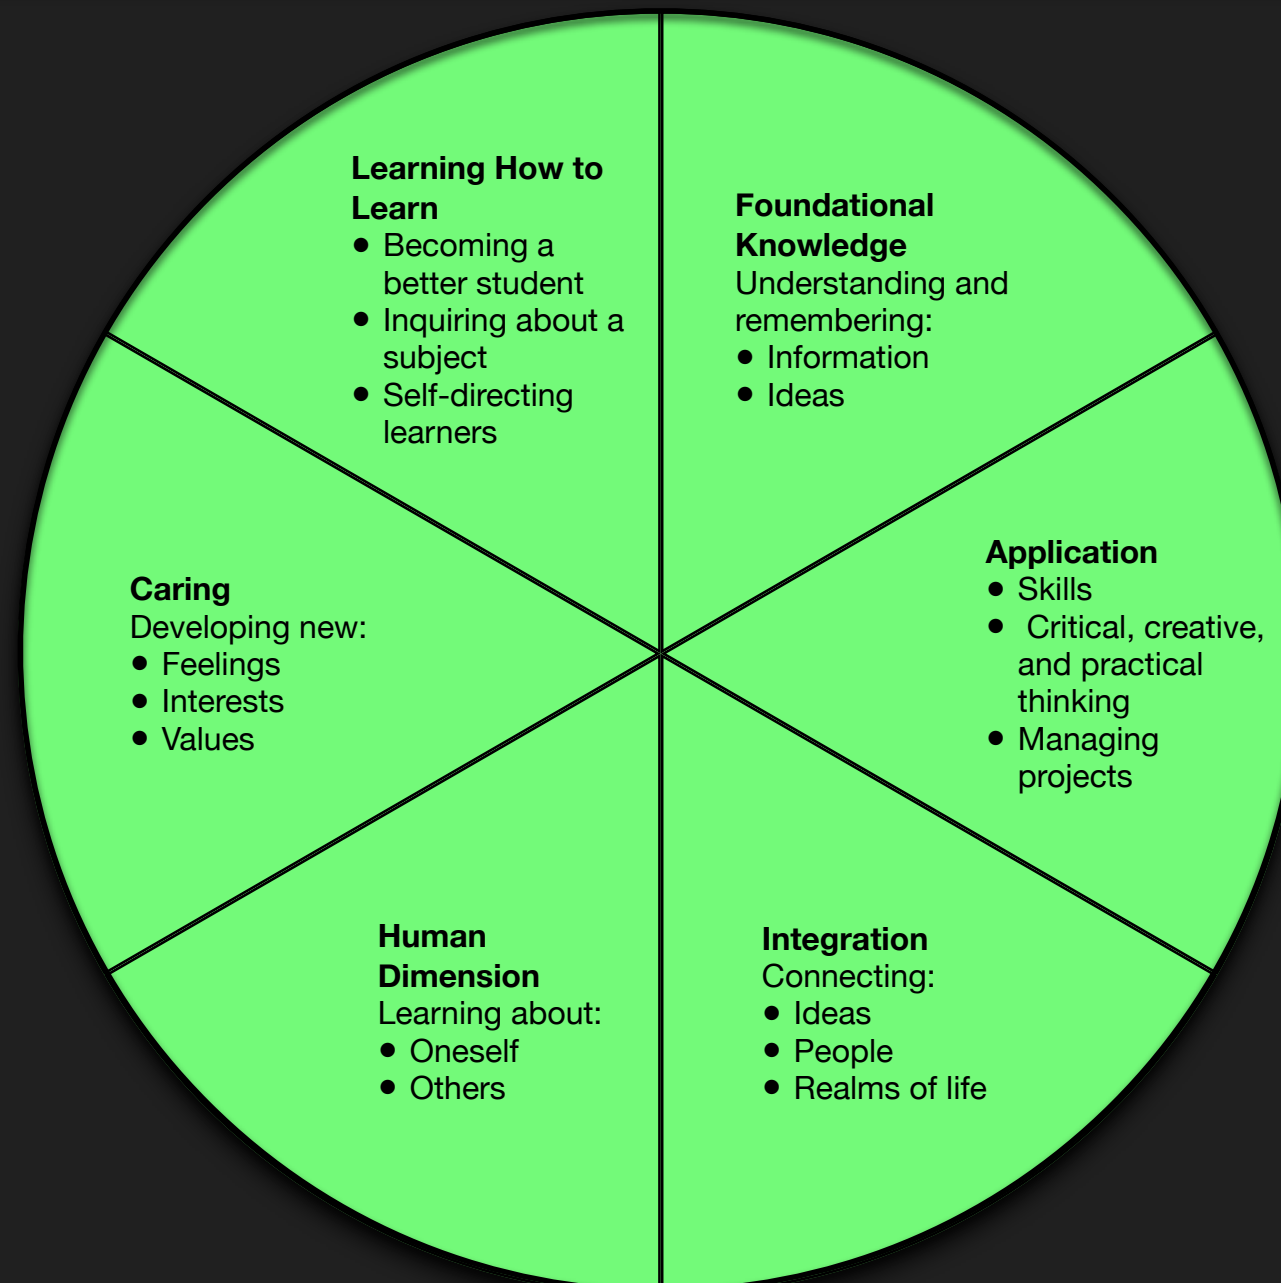 Learning How to
Learn
● Becoming a
better student
● Inquiring about a
subject
● Self-directing
learners
Foundational
Knowledge
Understanding and
remembering:
● Information
● Ideas
Application
● Skills
● Critical, creative,
and practical
thinking
● Managing
projects
Caring
Developing new:
● Feelings
● Interests
● Values
Human
Dimension
Learning about:
● Oneself
● Others
Integration
Connecting:
● Ideas
● People
● Realms of life